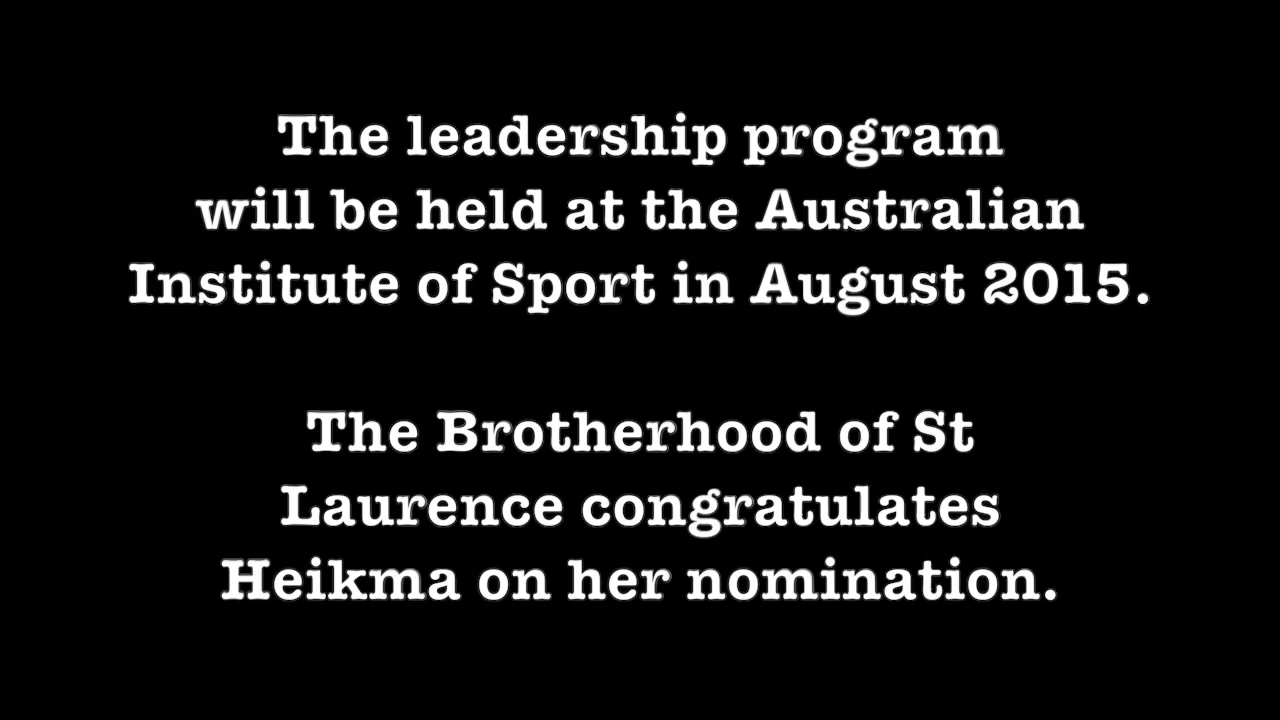 The leadership program
will be held at the Australian
Institute of Sport in August 2015.
The Brotherhood of St
Laurence congratulates
Heikma on her nomination.